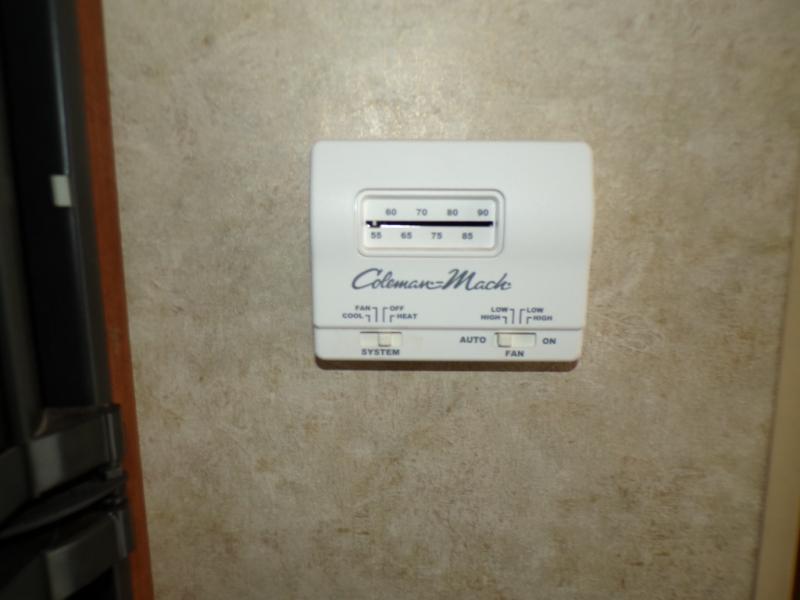 60 70 80 90
55 65 75 85
Coleman-Mach
FAN OFF
COOL HEAT
LOW LOW
HIGH HIGH
SYSTEM
AUTO ON
FAN